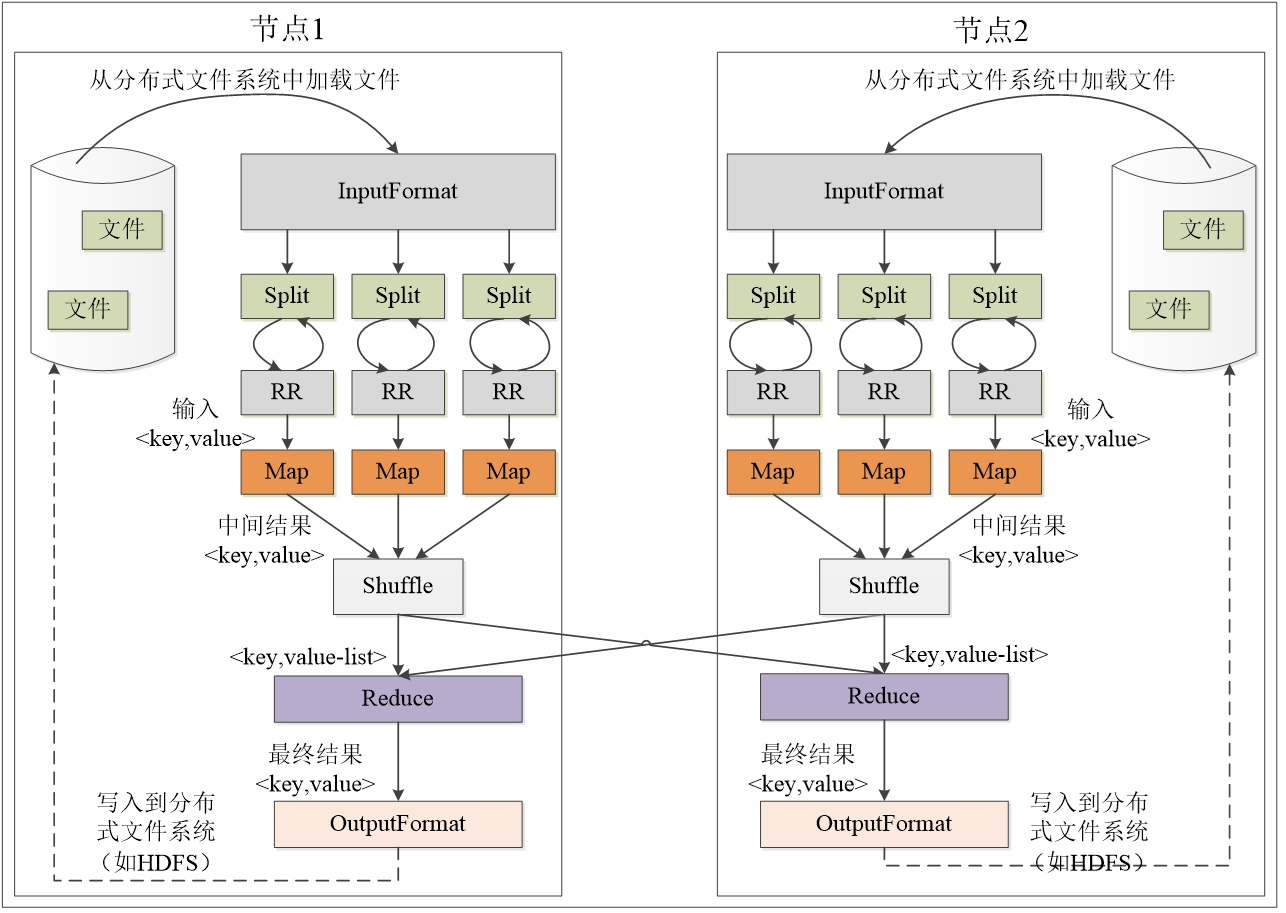 节点1
从分布式文件系统中加载文件
InputFormat
文件
文件
Split
Split
Split
RR
RR
RR
输入
<key,value>
Map
Map
Map
中间结果
<key,value>
Shuffle
<key,value-list>
Reduce
最终结果
<key,value>
OutputFormat
写入到分布
式文件系统
（如HDFS）
节点2
从分布式文件系统中加载文件
InputFormat
文件
文件
Split
Split
Split
RR
RR
RR
输入
<key,value>
Map
Map
Map
中间结果
<key,value>
Shuffle
<key,value-list>
Reduce
最终结果
<key,value>
OutputFormat
写入到分布
式文件系统
（如HDFS）